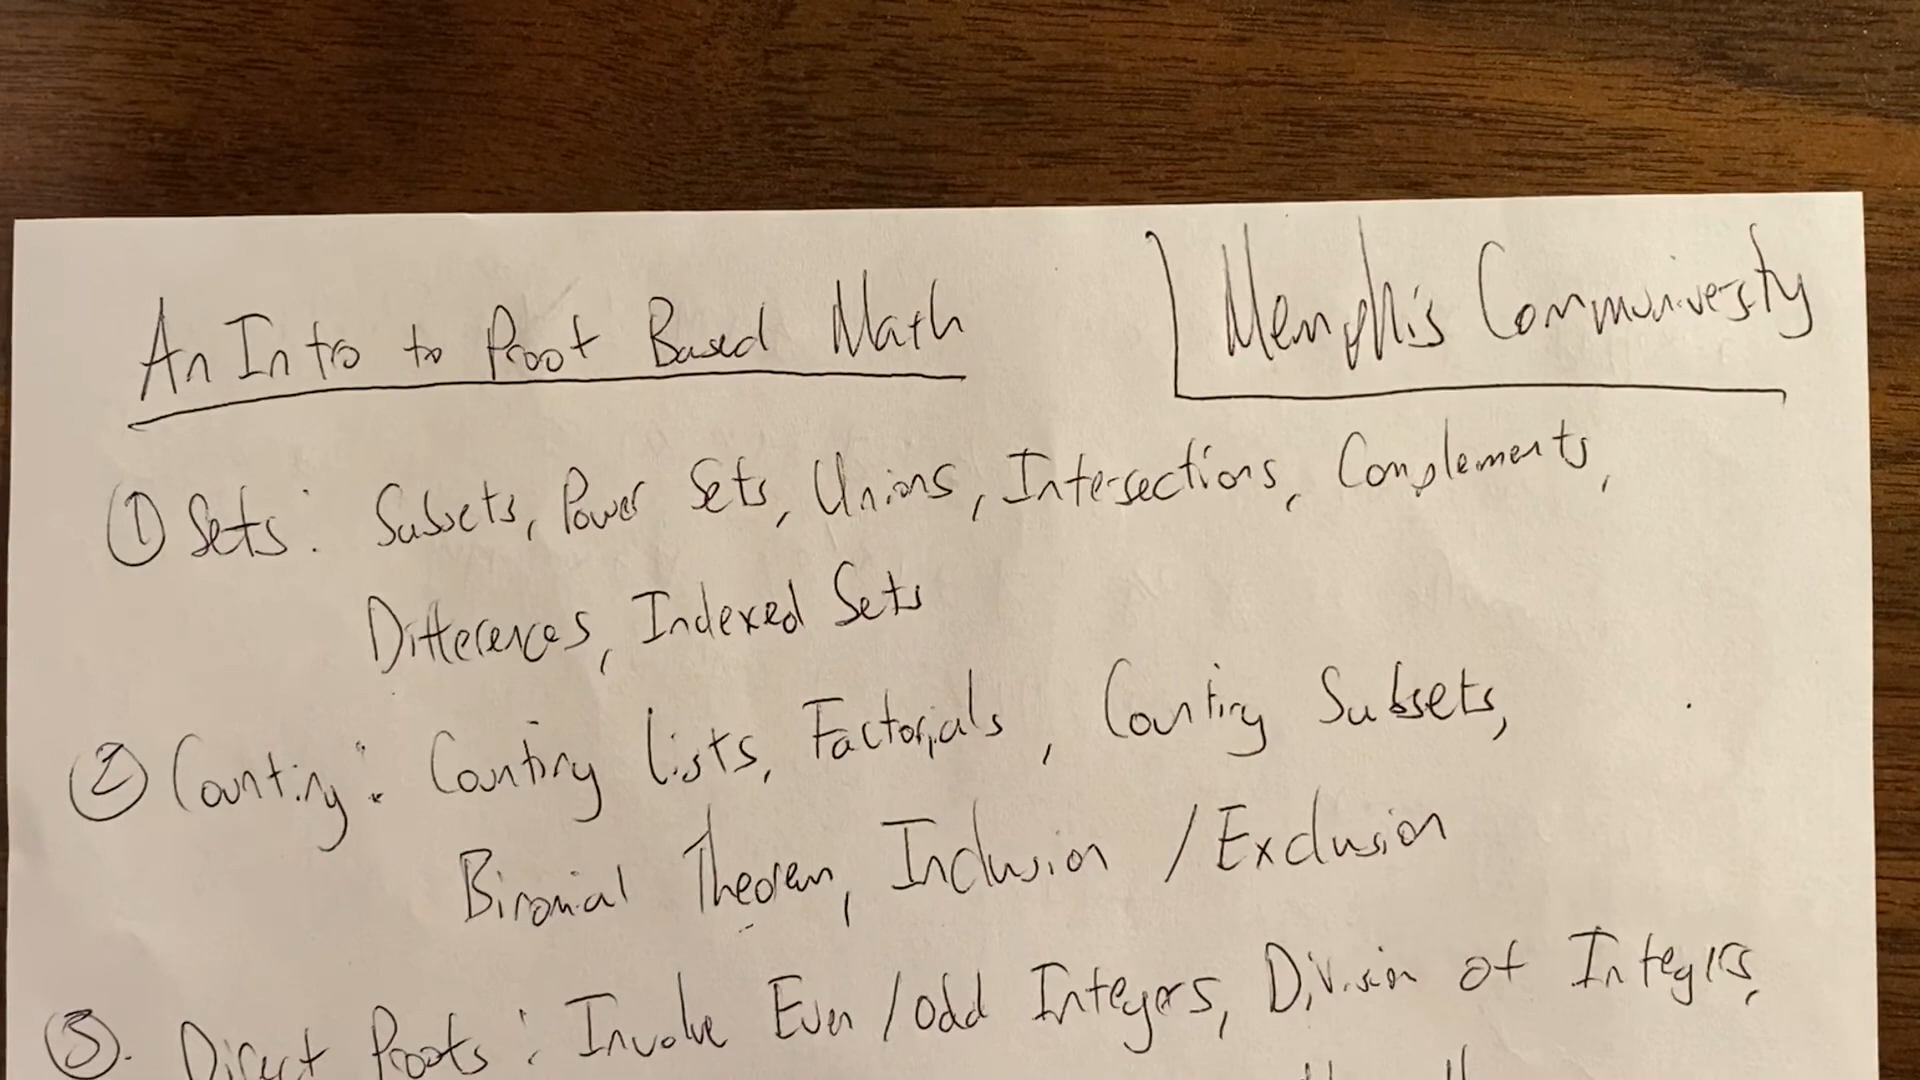 An Intro to Proof Based Math
Memphis Communiversity
① Sets: Subsets, Power Sets, Unions, Intersections, Complements,
Differences, Indexed Sets
② Counting: Counting Lists, Factorials, Counting Subsets,
Binomial Theorem, Inclusion / Exclusion
③. Direct Proofs: Involve Even / odd Integers, Division of Integers,